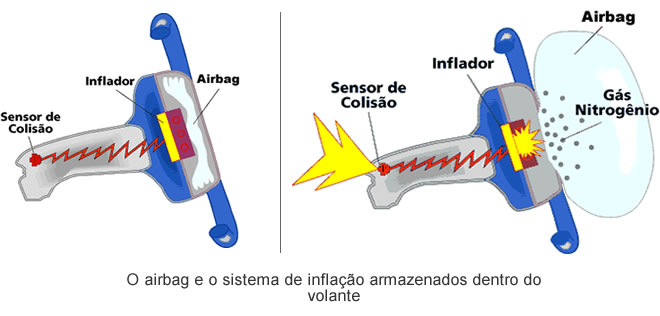 Inflador
Airbag
Sensor de
Colisão
Airbag
Inflador
Sensor de
Colisão
Gás
Nitrogênio
O airbag e o sistema de inflação armazenados dentro do
volante